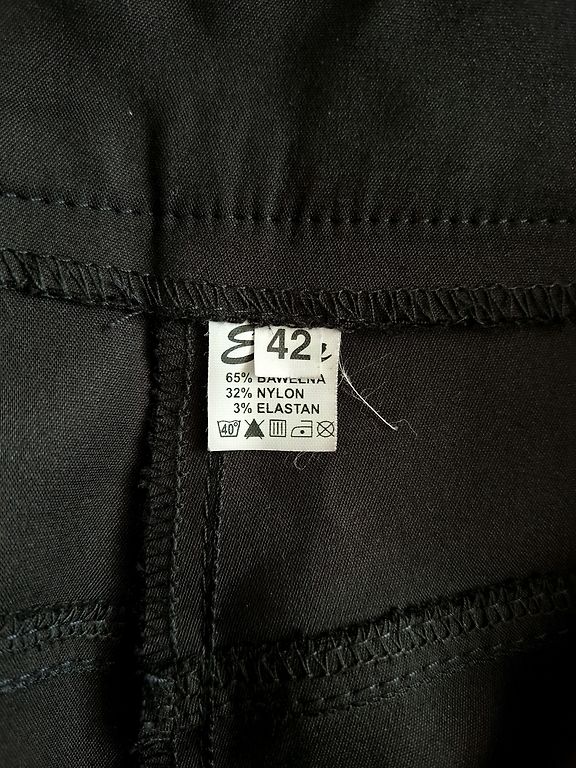 42
65% BAWEŁNA
32% NYLON
3% ELASTAN
40°